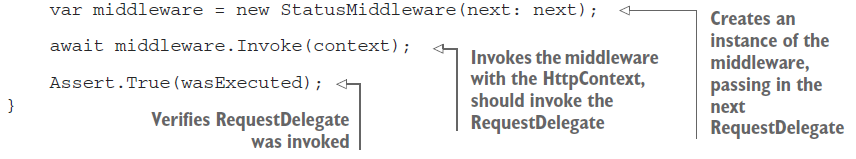 var middleware = new StatusMiddleware(next: next);
await middleware.Invoke(context);
Assert.True(wasExecuted);
}
Creates an
instance of the
middleware,
passing in the
next
RequestDelegate
Invokes the middleware
with the HttpContext,
should invoke the
RequestDelegate
Verifies RequestDelegate
was invoked